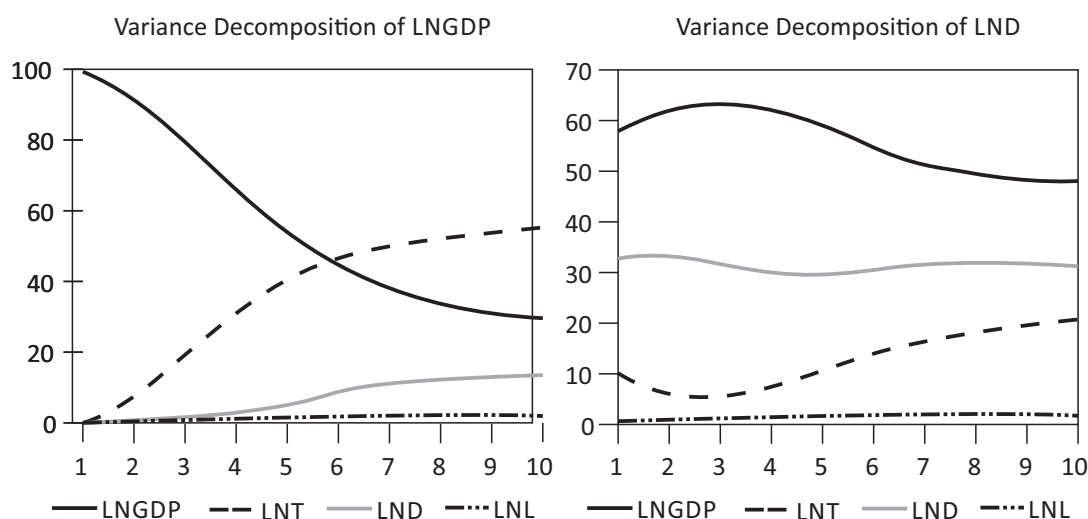 Variance Decomposition of LNGDP
100
80
60
40
20
0
1 2 3 4 5 6 7 8 9 10
LNGDP LNT LND LNL
Variance Decomposition of LND
70
60
50
40
30
20
10
0
1 2 3 4 5 6 7 8 9 10
LNGDP LNT LND LNL